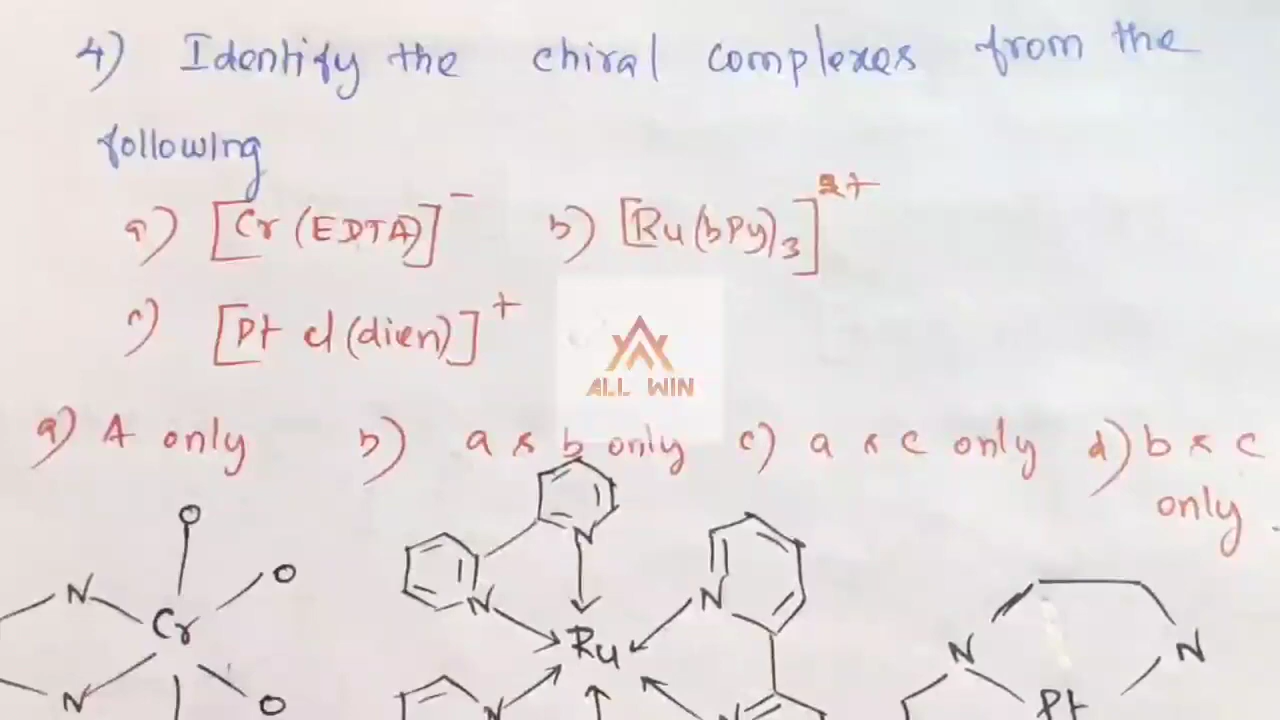 4) Identify the chiral complexes from the
following
a) [Cr (EDTA)]⁻ b) [Ru(bPy)₃]²⁺
c) [Pt cl(dien)]⁺
ALL WIN
a) A only b) a & b only c) a & c only d) b & c
only.
O
O
N
Cr
N
O
N
N
Ru
N
N
N
N
N
Pt